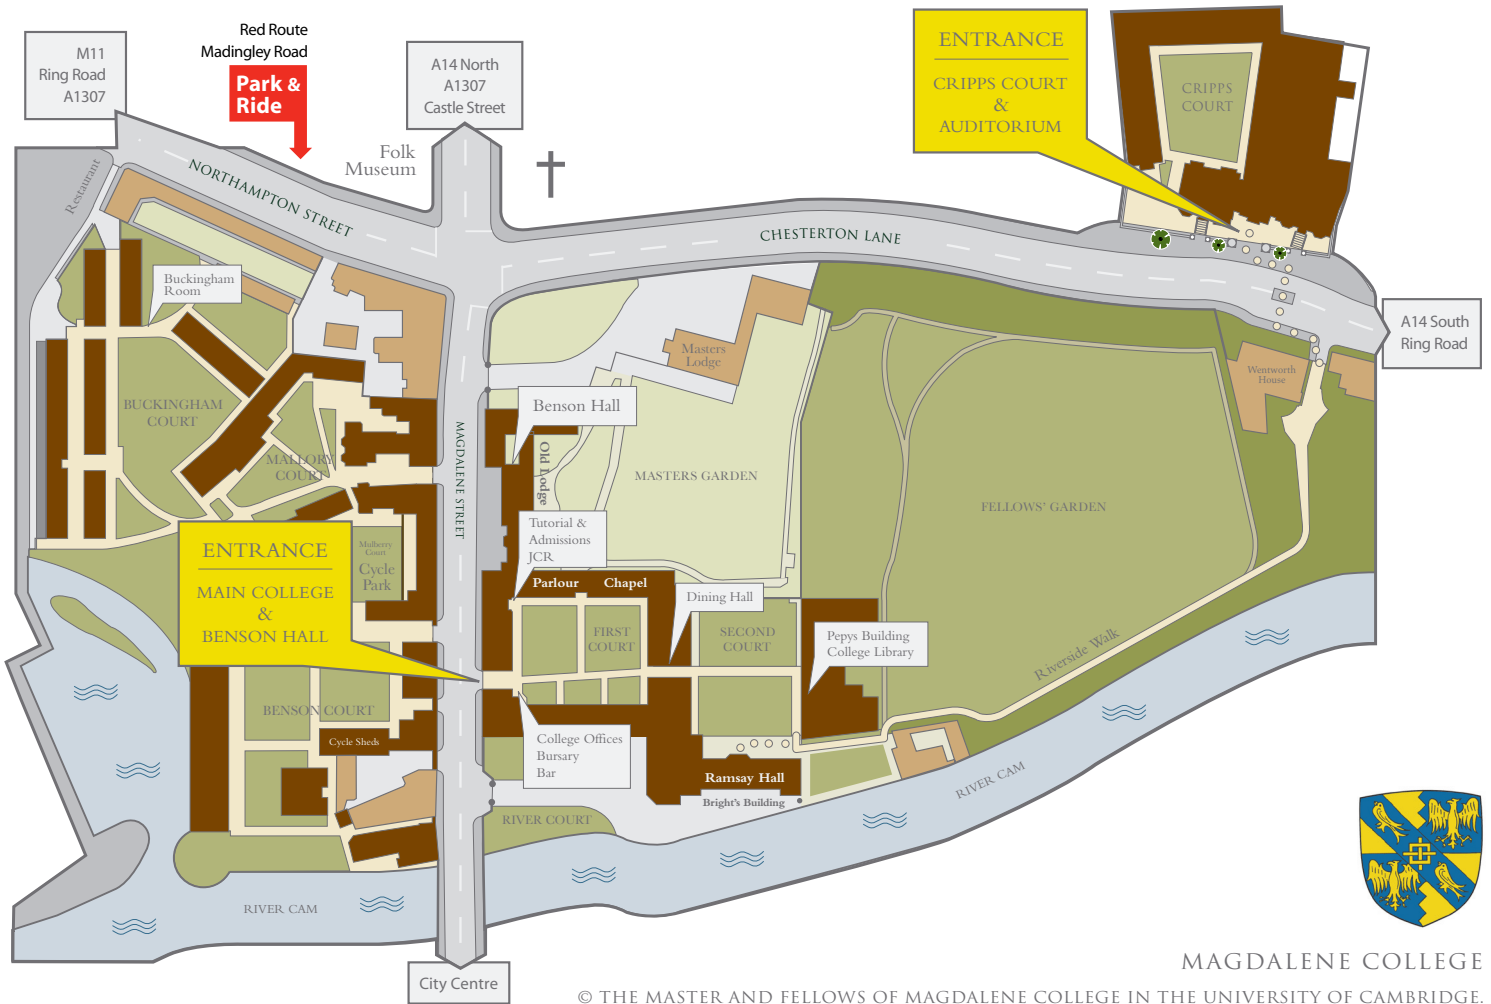 M11
Ring Road
A1307
Red Route
Madingley Road
Park &
Ride
A14 North
A1307
Castle Street
Folk
Museum
ENTRANCE
CRIPPS COURT
&
AUDITORIUM
CRIPPS
COURT
Restaurant
NORTHAMPTON STREET
CHESTERTON LANE
Buckingham
Room
A14 South
Ring Road
Masters
Lodge
Wentworth
House
BUCKINGHAM
COURT
Benson Hall
MALLORY
COURT
MAGDALENE STREET
Old Lodge
MASTERS GARDEN
FELLOWS' GARDEN
Tutorial &
Admissions
JCR
Mulberry
Court
Cycle
Park
ENTRANCE
MAIN COLLEGE
&
BENSON HALL
Parlour
Chapel
Dining Hall
FIRST
COURT
SECOND
COURT
Pepys Building
College Library
Riverside Walk
BENSON COURT
Cycle Sheds
College Offices
Bursary
Bar
Ramsay Hall
Bright's Building
RIVER COURT
RIVER CAM
RIVER CAM
City Centre
MAGDALENE COLLEGE
© THE MASTER AND FELLOWS OF MAGDALENE COLLEGE IN THE UNIVERSITY OF CAMBRIDGE.